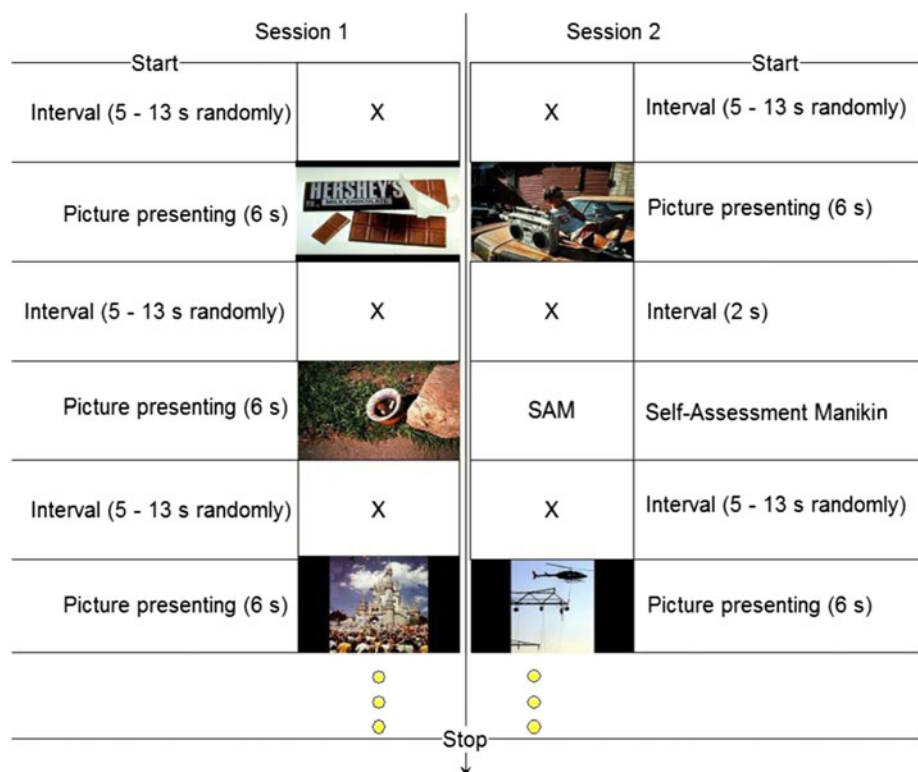 Session 1
Session 2
Start
Start
Interval (5 - 13 s randomly)
X
X
Interval (5 - 13 s randomly)
Picture presenting (6 s)
HERSHEY'S
MILK CHOCOLATE
Picture presenting (6 s)
Interval (5 - 13 s randomly)
X
X
Interval (2 s)
Picture presenting (6 s)
SAM
Self-Assessment Manikin
Interval (5 - 13 s randomly)
X
X
Interval (5 - 13 s randomly)
Picture presenting (6 s)
Picture presenting (6 s)
Stop